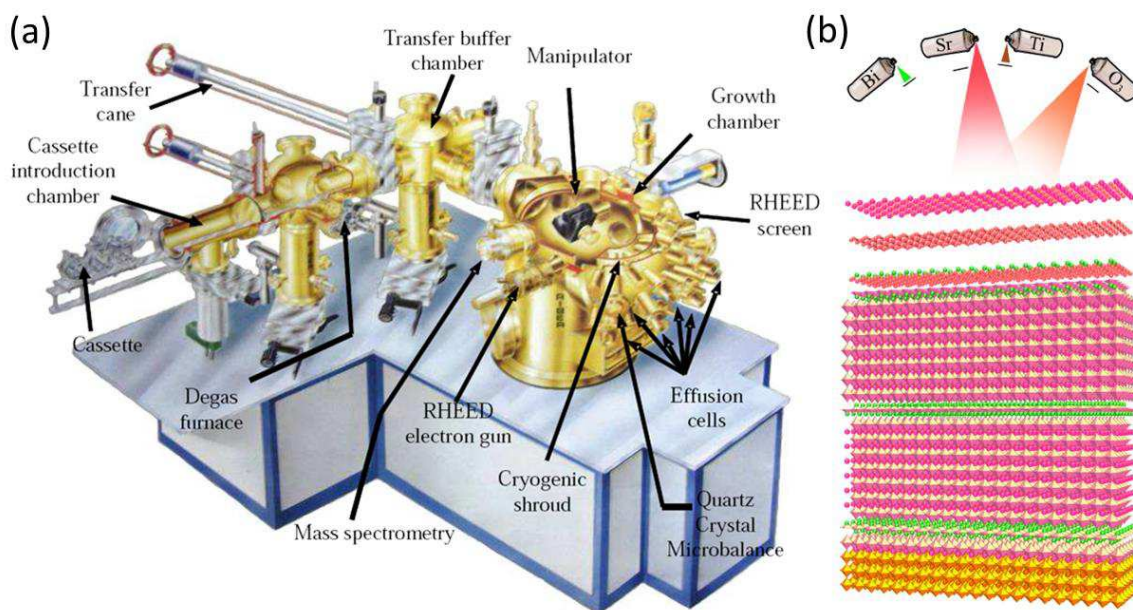 (a)
Transfer
cane
Transfer buffer
chamber
Manipulator
Growth
chamber
Cassette
introduction
chamber
RHEED
screen
RIBER
Cassette
Degas
furnace
RHEED
electron gun
Effusion
cells
Cryogenic
shroud
Quartz
Crystal
Microbalance
Mass spectrometry
(b)
Bi
Sr
Ti
O3